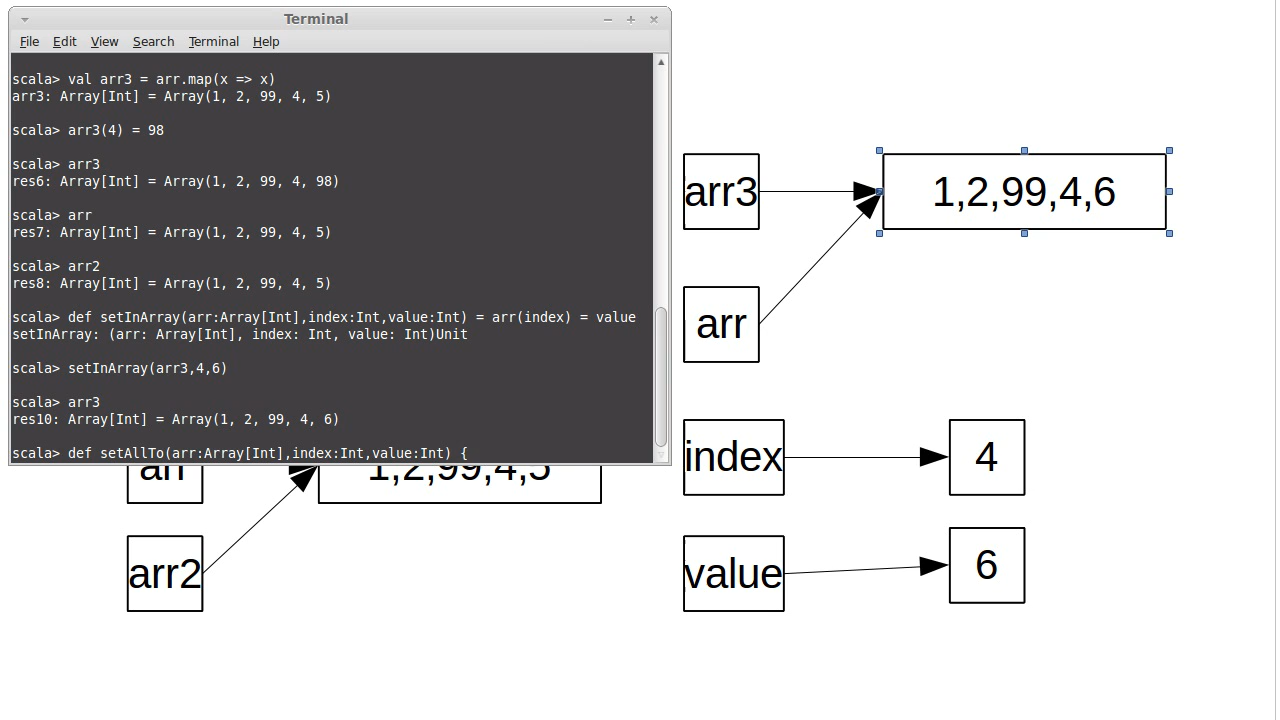 Terminal
File Edit View Search Terminal Help
scala> val arr3 = arr.map(x => x)
arr3: Array[Int] = Array(1, 2, 99, 4, 5)
scala> arr3(4) = 98
scala> arr3
res6: Array[Int] = Array(1, 2, 99, 4, 98)
scala> arr
res7: Array[Int] = Array(1, 2, 99, 4, 5)
scala> arr2
res8: Array[Int] = Array(1, 2, 99, 4, 5)
scala> def setInArray(arr:Array[Int],index:Int,value:Int) = arr(index) = value
setInArray: (arr: Array[Int], index: Int, value: Int)Unit
scala> setInArray(arr3,4,6)
scala> arr3
res10: Array[Int] = Array(1, 2, 99, 4, 6)
scala> def setAllTo(arr:Array[Int],index:Int,value:Int) {
arr3
1,2,99,4,6
arr
index
4
arr
1,2,99,4,5
arr2
value
6